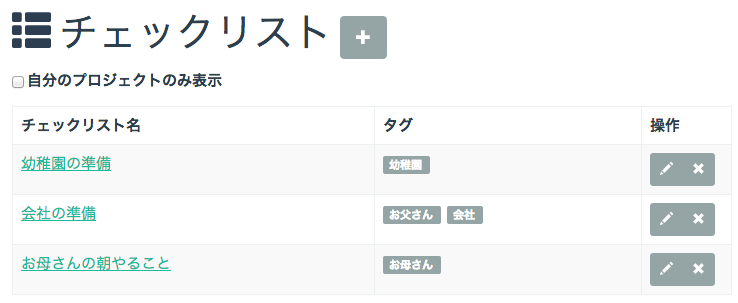 チェックリスト
自分のプロジェクトのみ表示
チェックリスト名 タグ 操作
幼稚園の準備 幼稚園
会社の準備 お父さん 会社
お母さんの朝やること お母さん